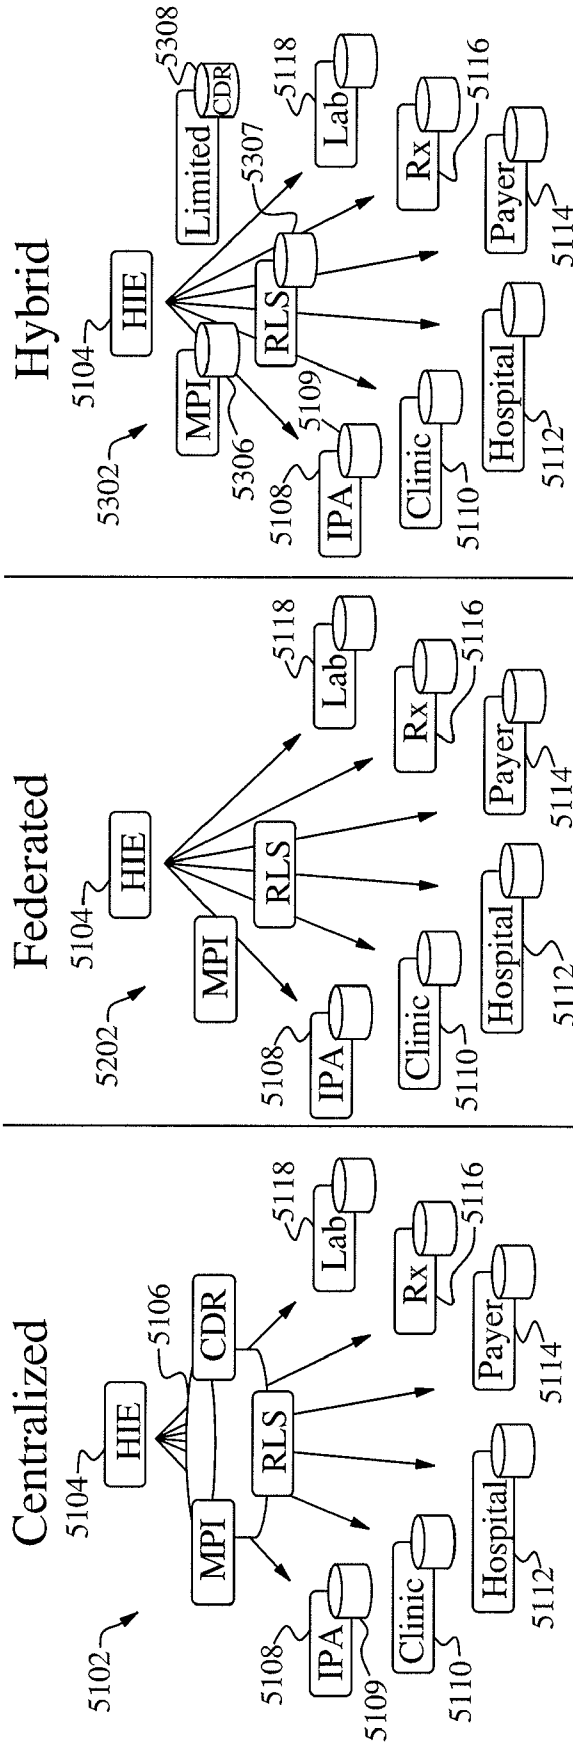 Centralized
5104
HIE
5102
5106
MPI
CDR
RLS
5108
IPA
5109
5118
Lab
Clinic
5110
Rx
5116
Hospital
5112
Payer
5114
Federated
5104
HIE
5202
MPI
RLS
5108
IPA
5118
Lab
Clinic
5110
Rx
5116
Hospital
5112
Payer
5114
Hybrid
5104
HIE
5302
5308
Limited
CDR
MPI
5306
RLS
5307
5109
5108
IPA
5118
Lab
Clinic
5110
Rx
5116
Hospital
5112
Payer
5114